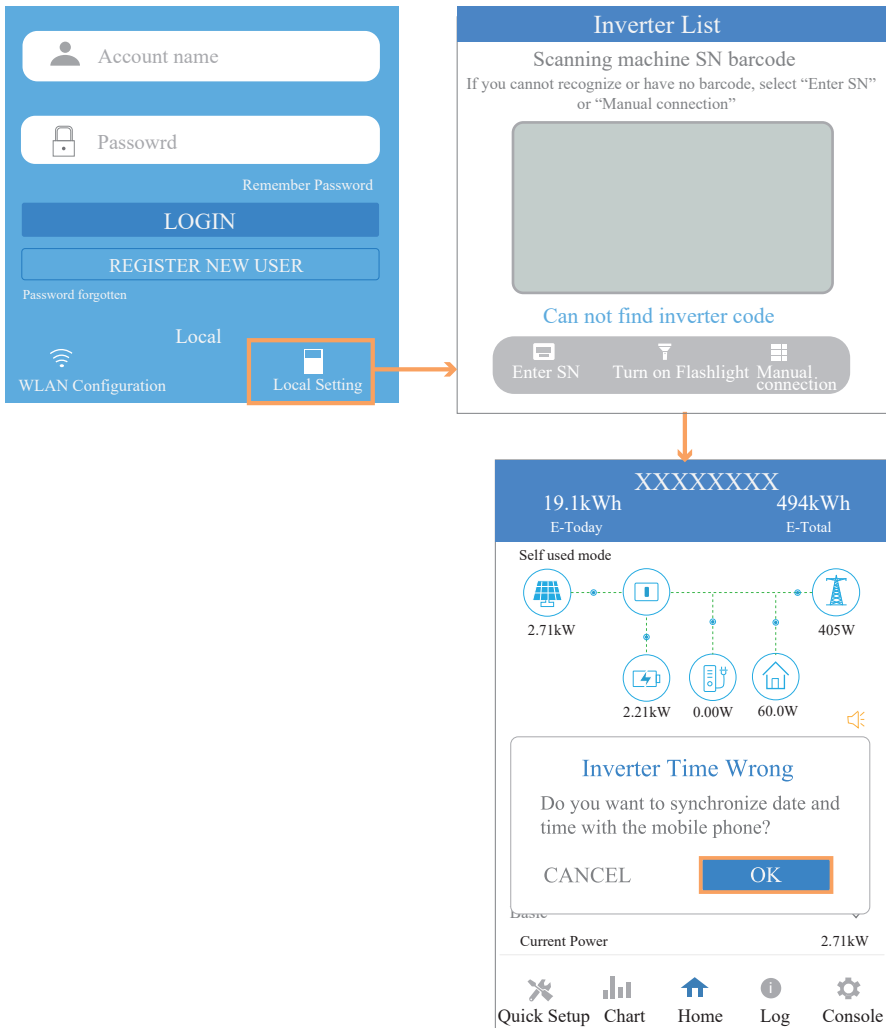 Account name
Passowrd
Remember Password
LOGIN
REGISTER NEW USER
Password forgotten
Local
WLAN Configuration
Local Setting
Inverter List
Scanning machine SN barcode
If you cannot recognize or have no barcode, select “Enter SN”
or “Manual connection”
Can not find inverter code
Enter SN
Turn on Flashlight
Manual
connection
XXXXXXXX
19.1kWh
494kWh
E-Today
E-Total
Self used mode
2.71kW
405W
2.21kW
0.00W
60.0W
Inverter Time Wrong
Do you want to synchronize date and
time with the mobile phone?
CANCEL
OK
Basic
Current Power
2.71kW
Quick Setup
Chart
Home
Log
Console